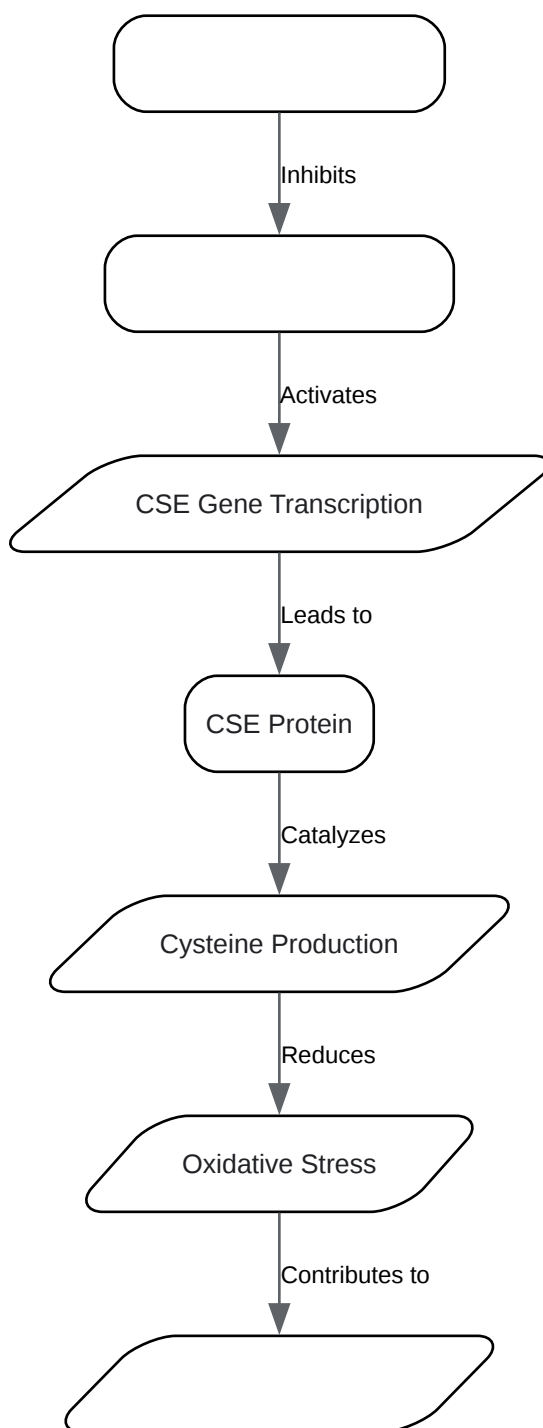 Inhibits
Activates
CSE Gene Transcription
Leads to
CSE Protein
Catalyzes
Cysteine Production
Reduces
Oxidative Stress
Contributes to